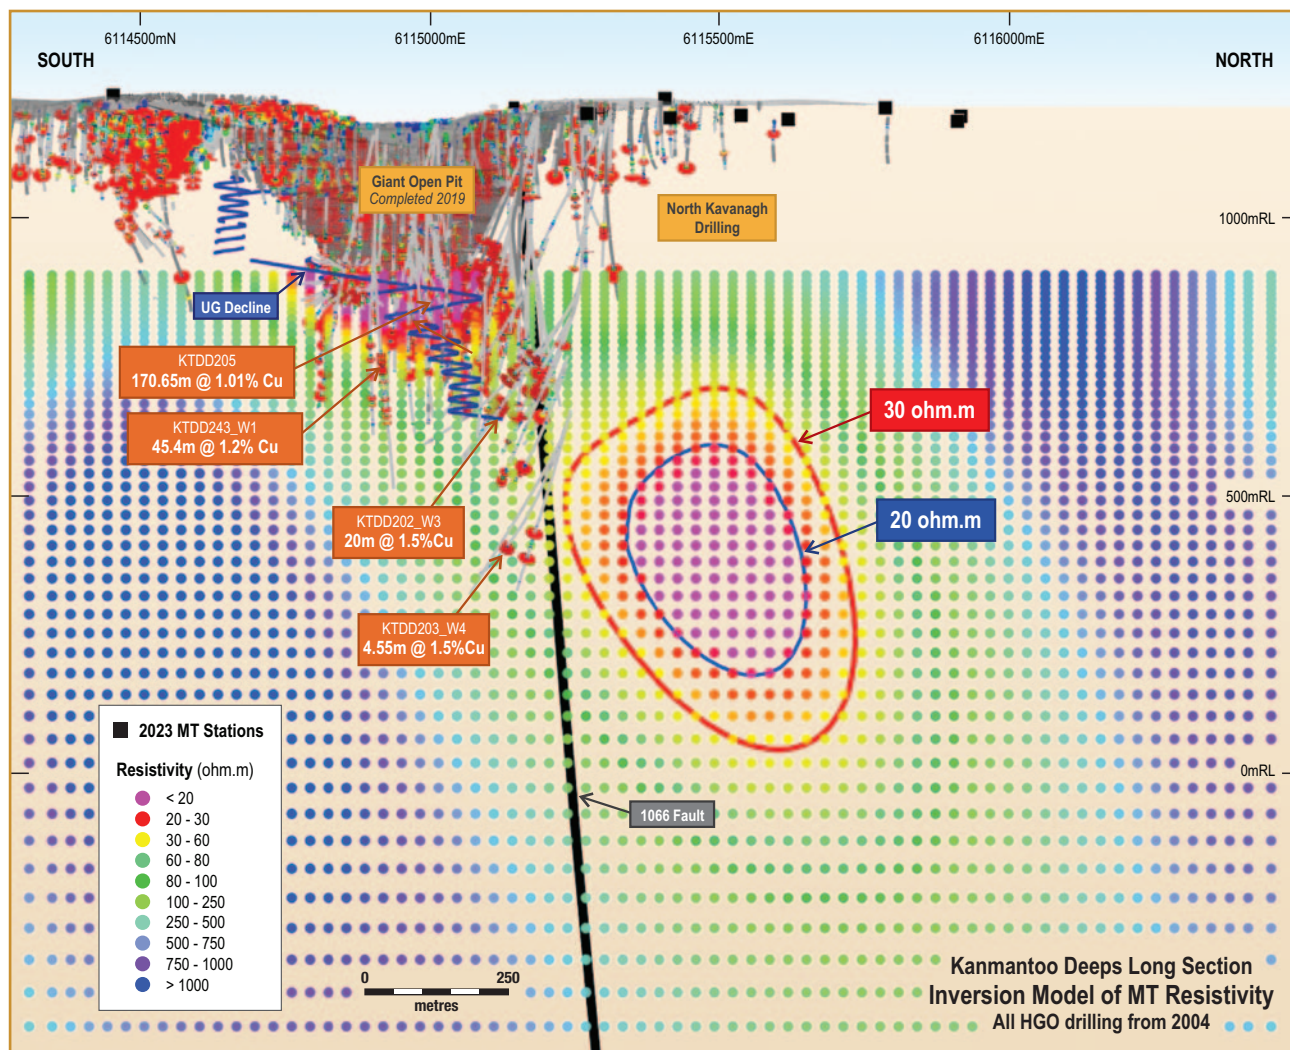 6114500mN
6115000mE
6115500mE
6116000mE
SOUTH
NORTH
Giant Open Pit
Completed 2019
North Kavanagh
Drilling
1000mRL
UG Decline
KTDD205
170.65m @ 1.01% Cu
KTDD243_W1
45.4m @ 1.2% Cu
30 ohm.m
500mRL
20 ohm.m
KTDD202_W3
20m @ 1.5%Cu
KTDD203_W4
4.55m @ 1.5%Cu
0mRL
1066 Fault
2023 MT Stations
Resistivity (ohm.m)
< 20
20 - 30
30 - 60
60 - 80
80 - 100
100 - 250
250 - 500
500 - 750
750 - 1000
> 1000
0 250
metres
Kanmantoo Deeps Long Section
Inversion Model of MT Resistivity
All HGO drilling from 2004